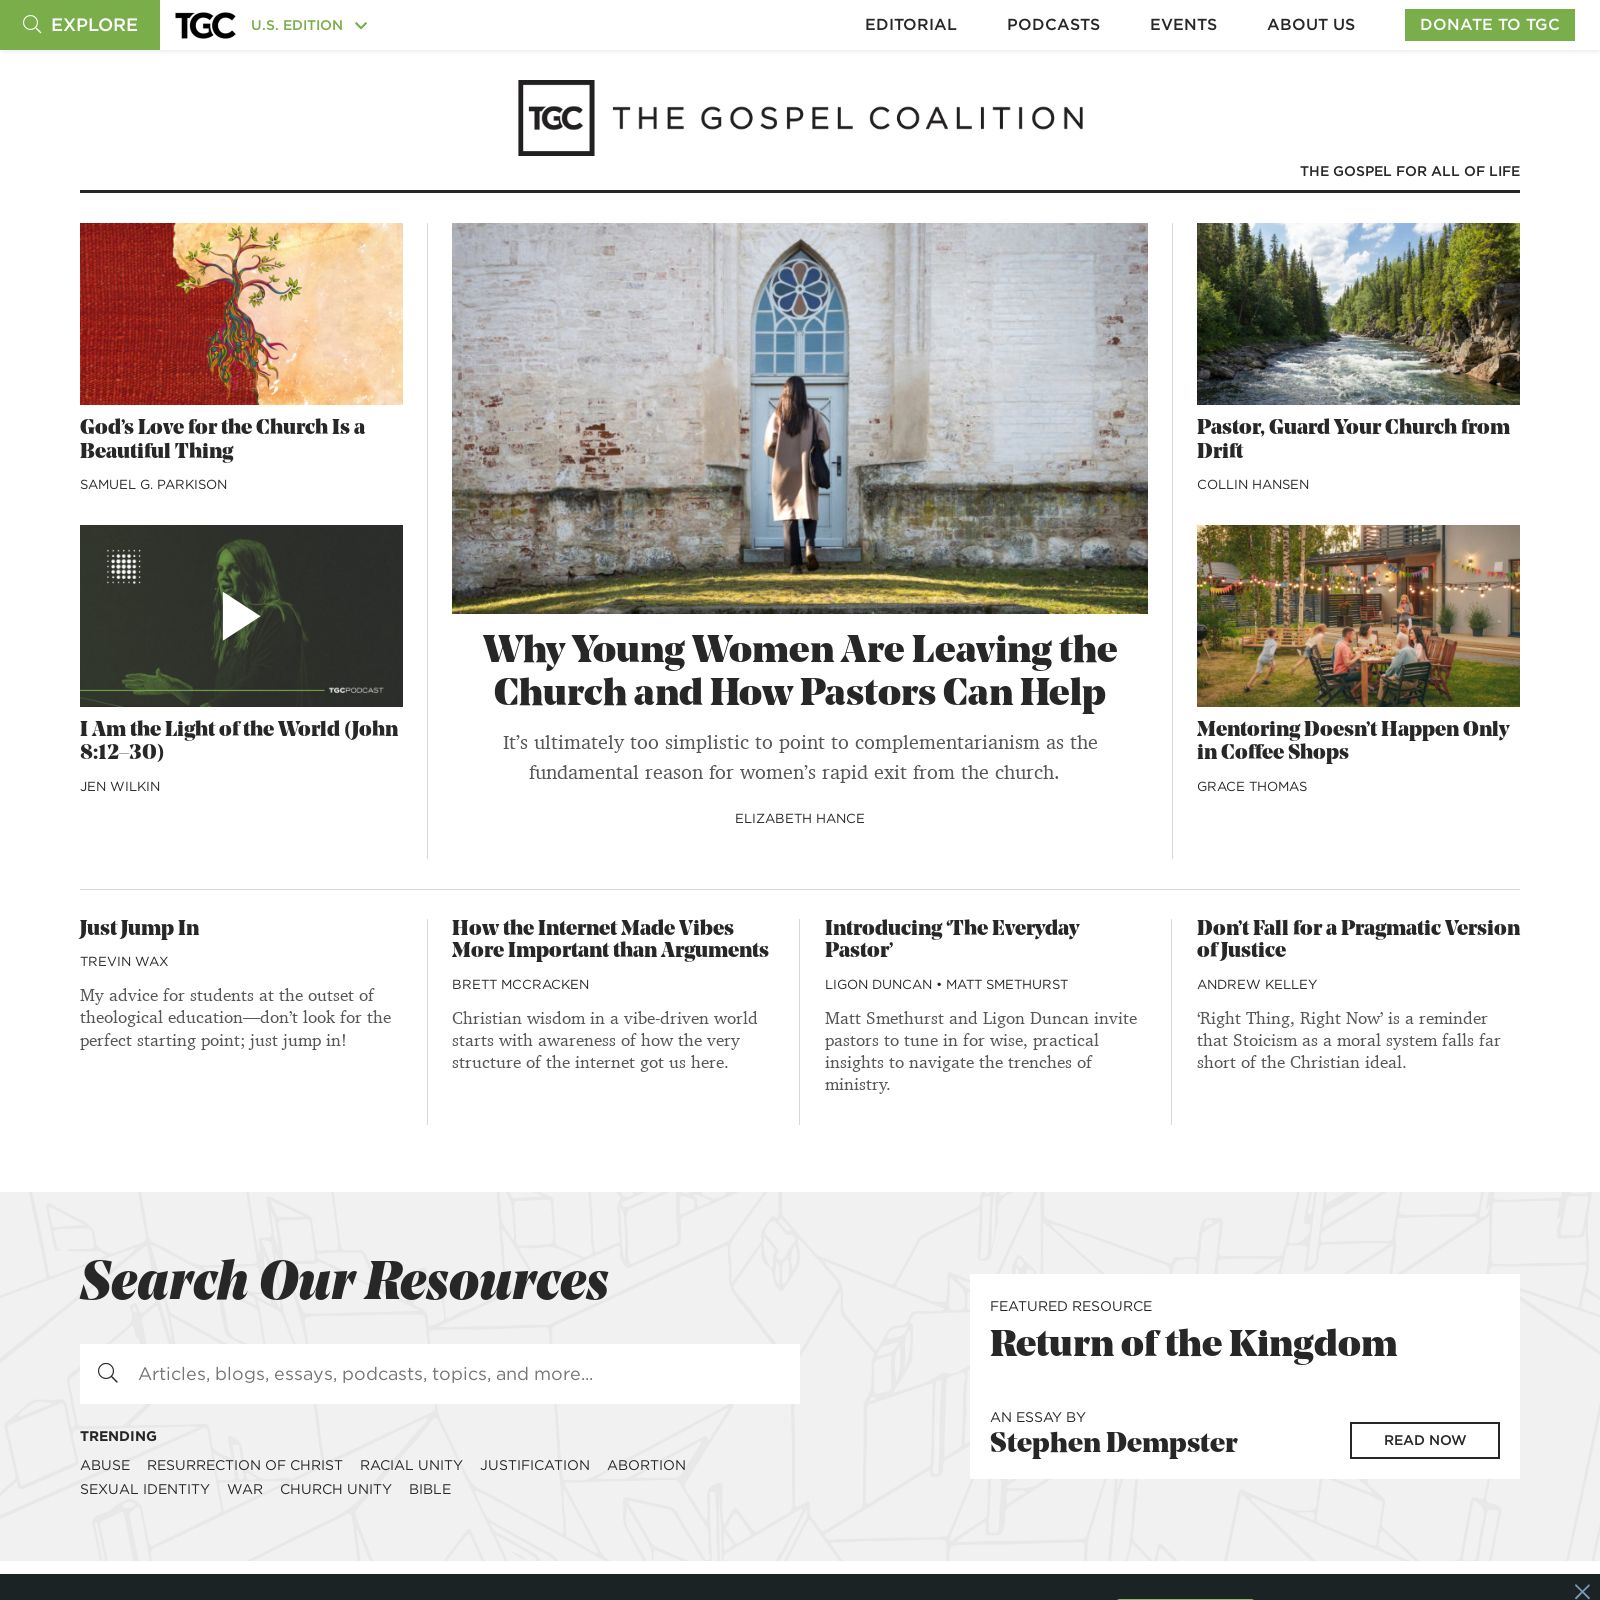 EXPLORE
TGC
U.S. EDITION
EDITORIAL
PODCASTS
EVENTS
ABOUT US
DONATE TO TGC
TGC THE GOSPEL COALITION
THE GOSPEL FOR ALL OF LIFE
God’s Love for the Church Is a
Beautiful Thing
SAMUEL G. PARKISON
TGCPODCAST
I Am the Light of the World (John
8:12–30)
JEN WILKIN
Why Young Women Are Leaving the
Church and How Pastors Can Help
It’s ultimately too simplistic to point to complementarianism as the
fundamental reason for women’s rapid exit from the church.
ELIZABETH HANCE
Pastor, Guard Your Church from
Drift
COLLIN HANSEN
Mentoring Doesn’t Happen Only
in Coffee Shops
GRACE THOMAS
Just Jump In
TREVIN WAX
My advice for students at the outset of
theological education—don’t look for the
perfect starting point; just jump in!
How the Internet Made Vibes
More Important than Arguments
BRETT MCCRACKEN
Christian wisdom in a vibe-driven world
starts with awareness of how the very
structure of the internet got us here.
Introducing ‘The Everyday
Pastor’
LIGON DUNCAN • MATT SMETHURST
Matt Smethurst and Ligon Duncan invite
pastors to tune in for wise, practical
insights to navigate the trenches of
ministry.
Don’t Fall for a Pragmatic Version
of Justice
ANDREW KELLEY
‘Right Thing, Right Now’ is a reminder
that Stoicism as a moral system falls far
short of the Christian ideal.
Search Our Resources
Articles, blogs, essays, podcasts, topics, and more...
TRENDING
ABUSE RESURRECTION OF CHRIST RACIAL UNITY JUSTIFICATION ABORTION
SEXUAL IDENTITY WAR CHURCH UNITY BIBLE
FEATURED RESOURCE
Return of the Kingdom
AN ESSAY BY
Stephen Dempster
READ NOW